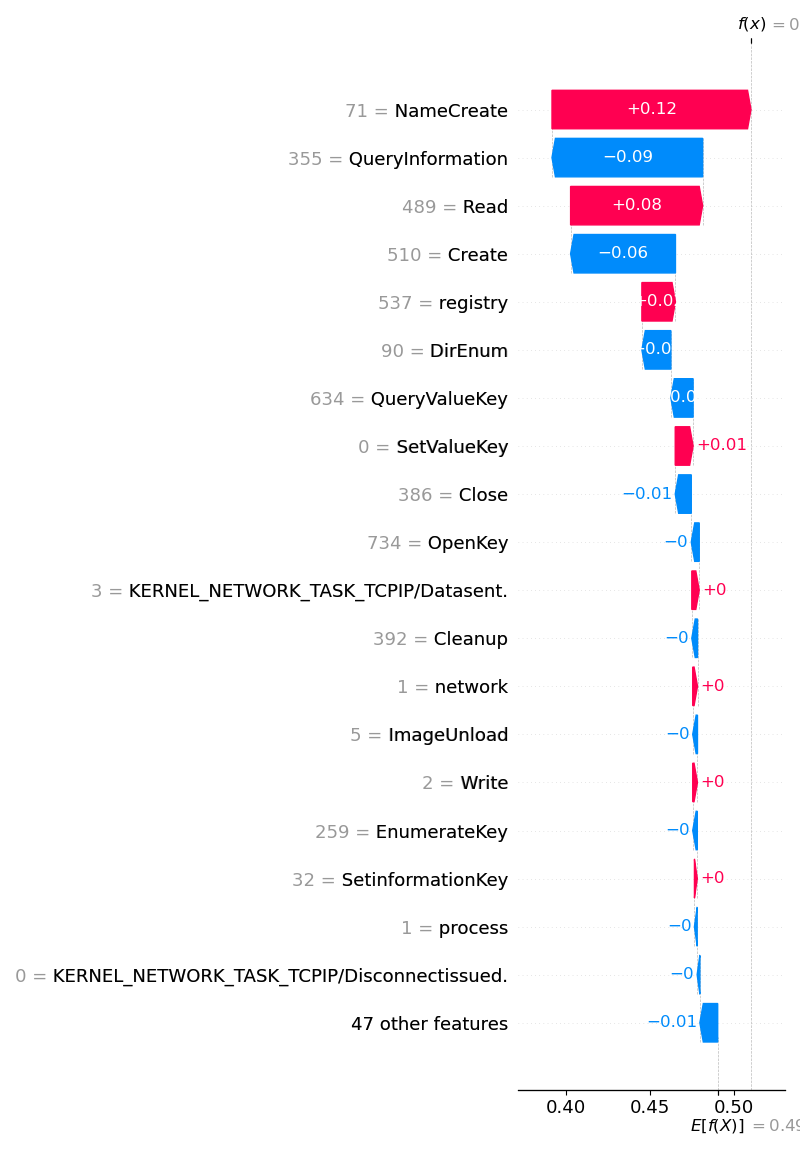 f(x) = 0
71 = NameCreate
+0.12
355 = QueryInformation
−0.09
489 = Read
+0.08
510 = Create
−0.06
537 = registry
90 = DirEnum
634 = QueryValueKey
0 = SetValueKey
+0.01
386 = Close
−0.01
734 = OpenKey
−0
3 = KERNEL_NETWORK_TASK_TCPIP/Datasent.
+0
392 = Cleanup
−0
1 = network
+0
5 = ImageUnload
−0
2 = Write
+0
259 = EnumerateKey
−0
32 = SetinformationKey
+0
1 = process
−0
0 = KERNEL_NETWORK_TASK_TCPIP/Disconnectissued.
−0
47 other features
−0.01
0.40 0.45 0.50
E[f(X)] = 0.49